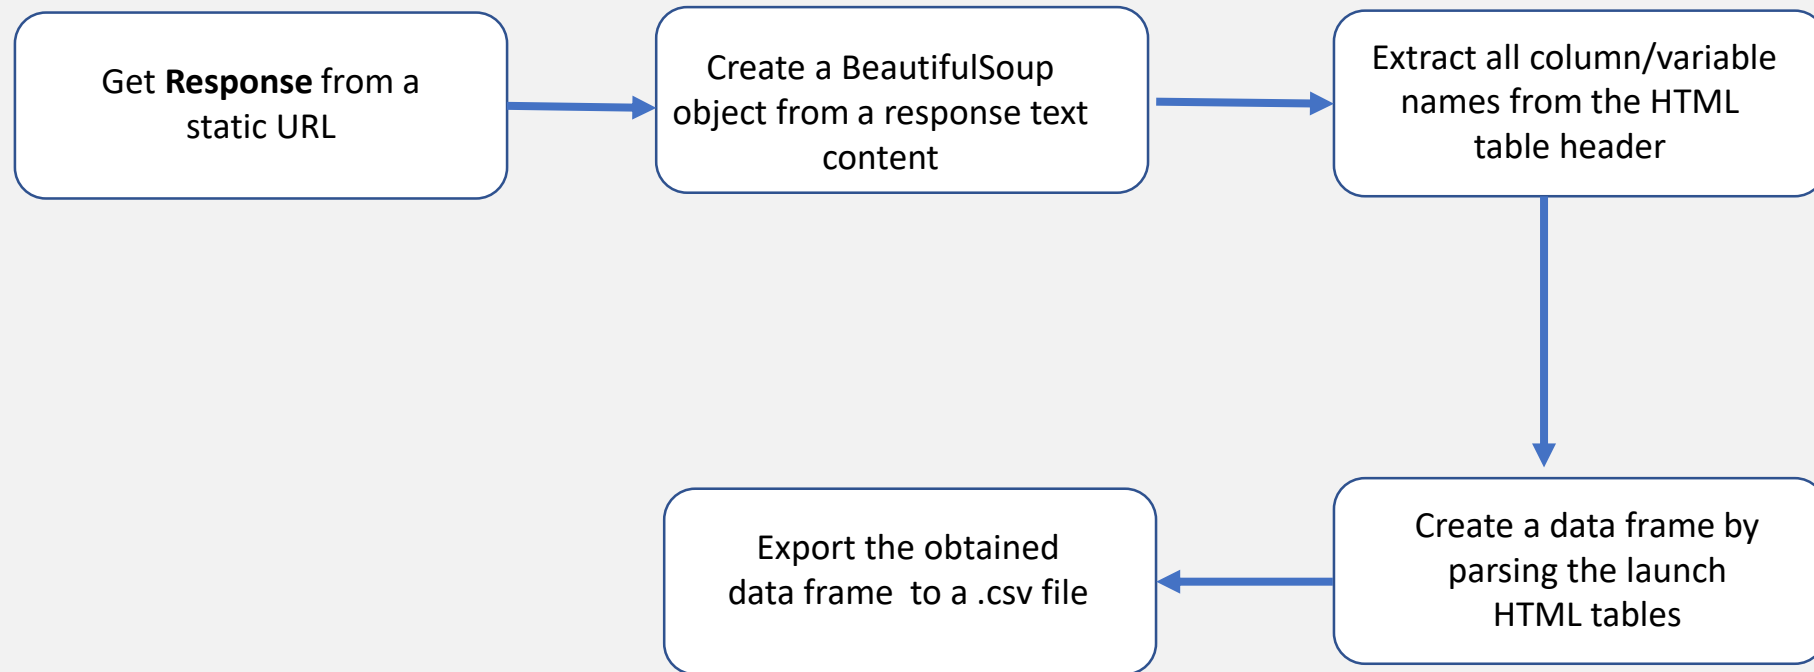 Get Response from a
static URL
Create a BeautifulSoup
object from a response text
content
Extract all column/variable
names from the HTML
table header
Create a data frame by
parsing the launch
HTML tables
Export the obtained
data frame  to a .csv file